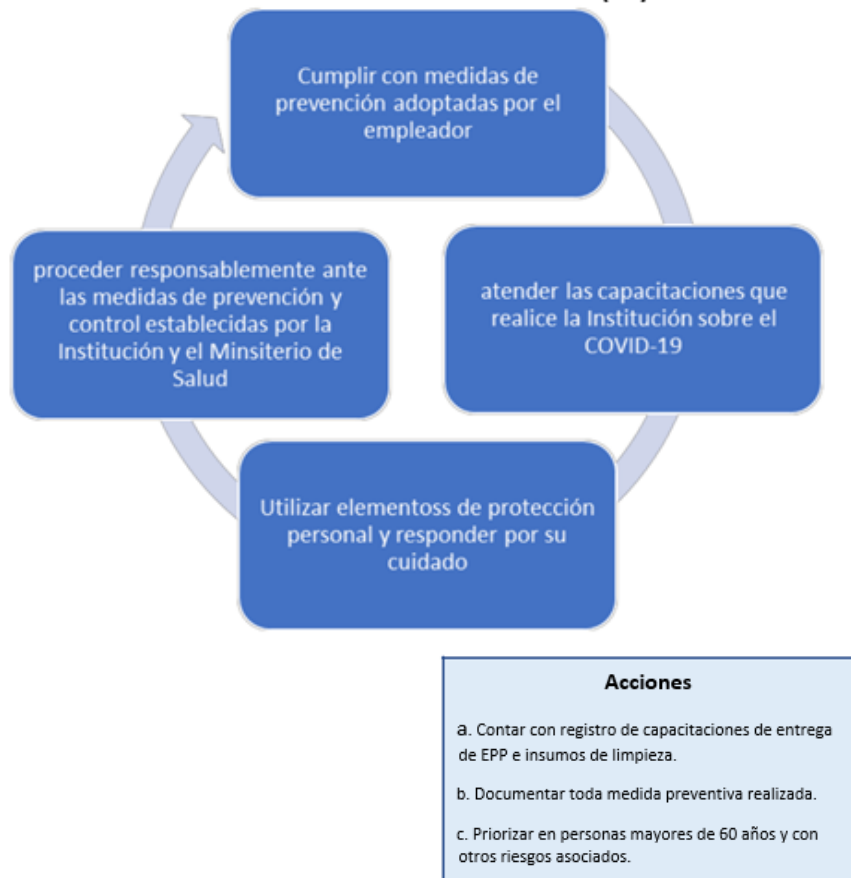 Cumplir con medidas de
prevención adoptadas por el
empleador
atender las capacitaciones que
realice la Institución sobre el
COVID-19
Utilizar elementoss de protección
personal y responder por su
cuidado
proceder responsablemente ante
las medidas de prevención y
control establecidas por la
Institución y el Minsiterio de
Salud
Acciones
a. Contar con registro de capacitaciones de entrega
de EPP e insumos de limpieza.
b. Documentar toda medida preventiva realizada.
c. Priorizar en personas mayores de 60 años y con
otros riesgos asociados.